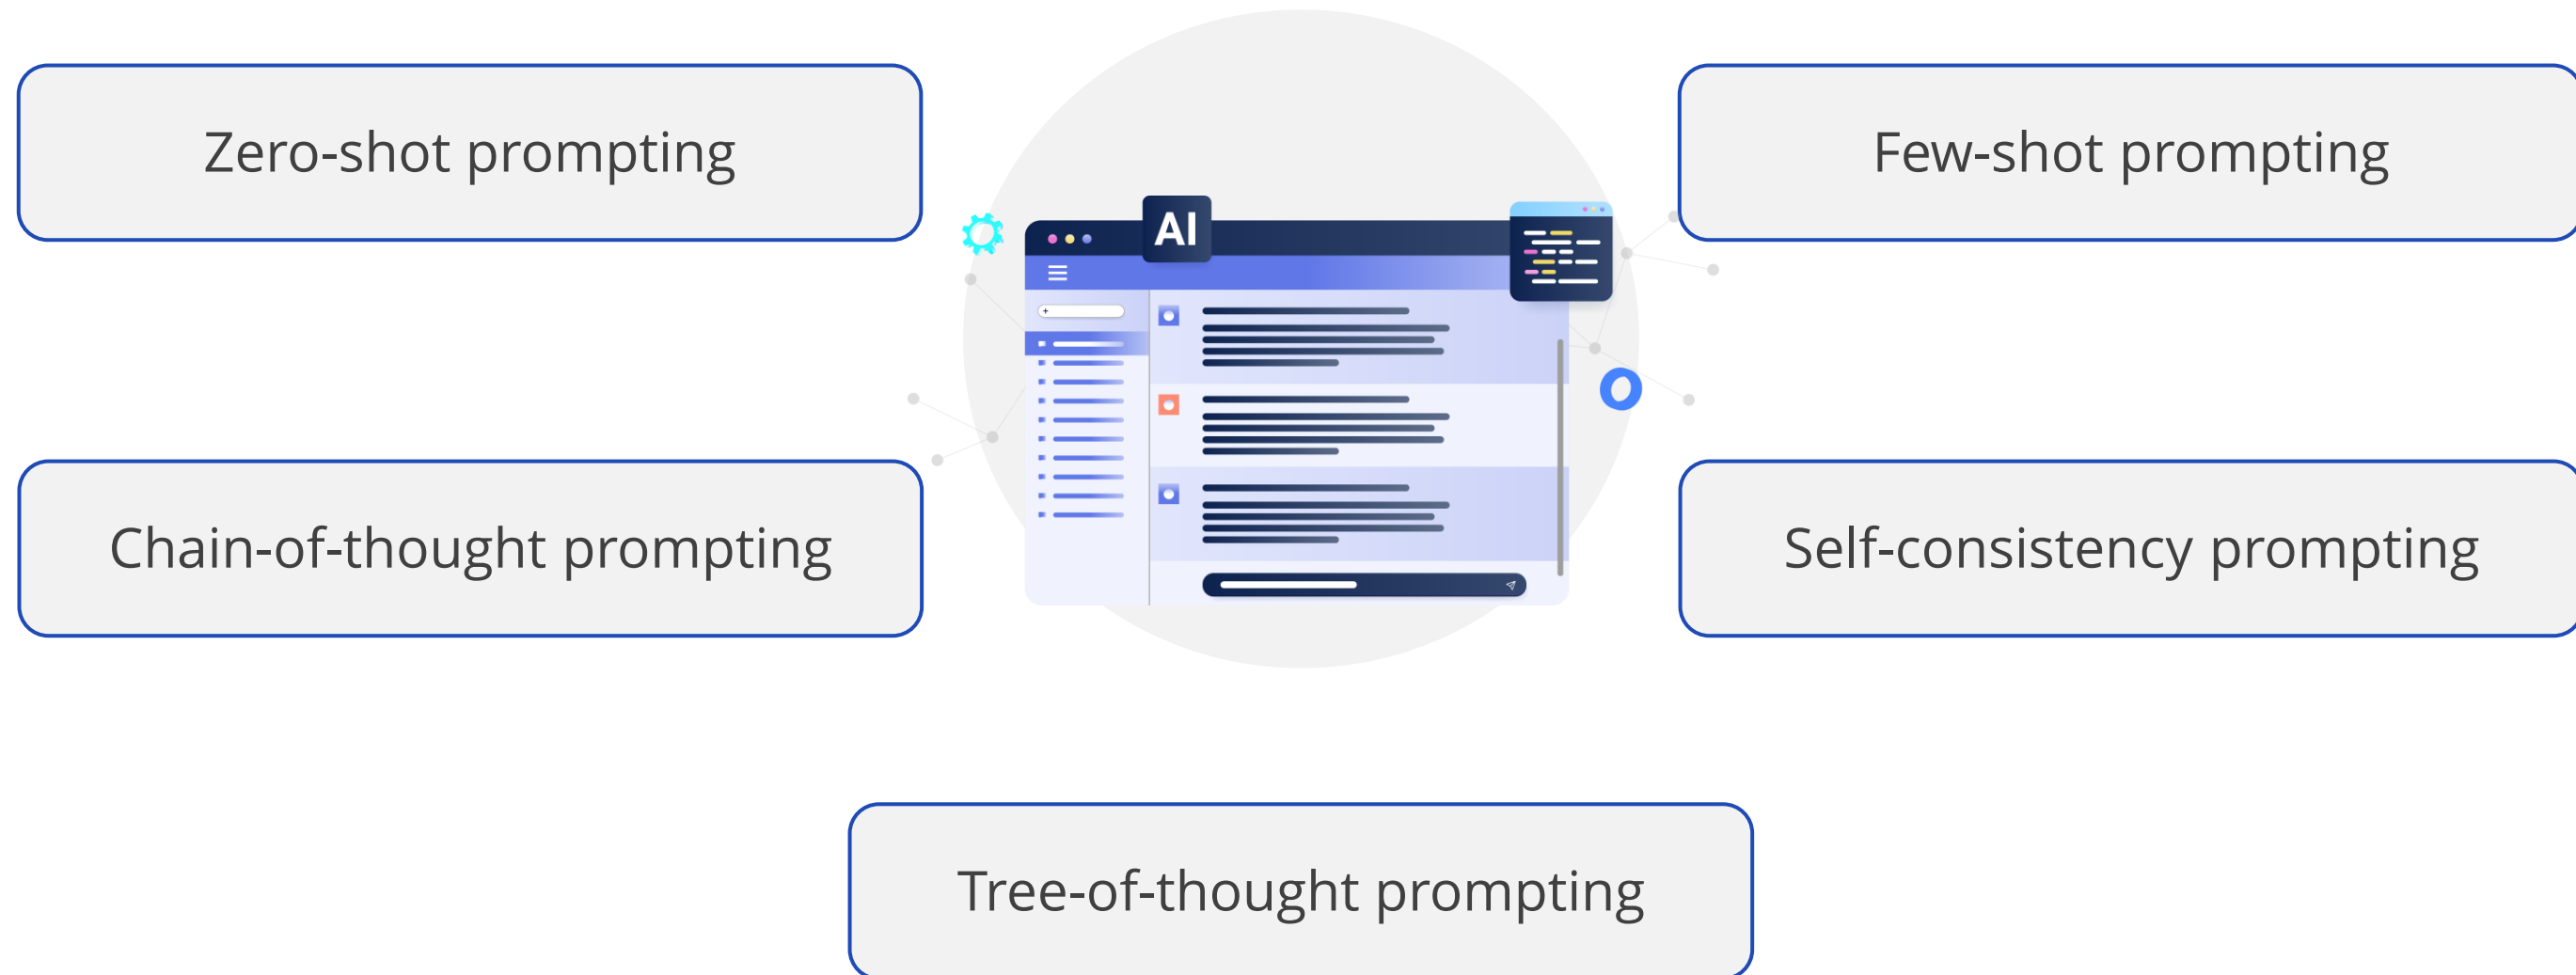 Zero-shot prompting
Few-shot prompting
AI
Chain-of-thought prompting
Self-consistency prompting
Tree-of-thought prompting